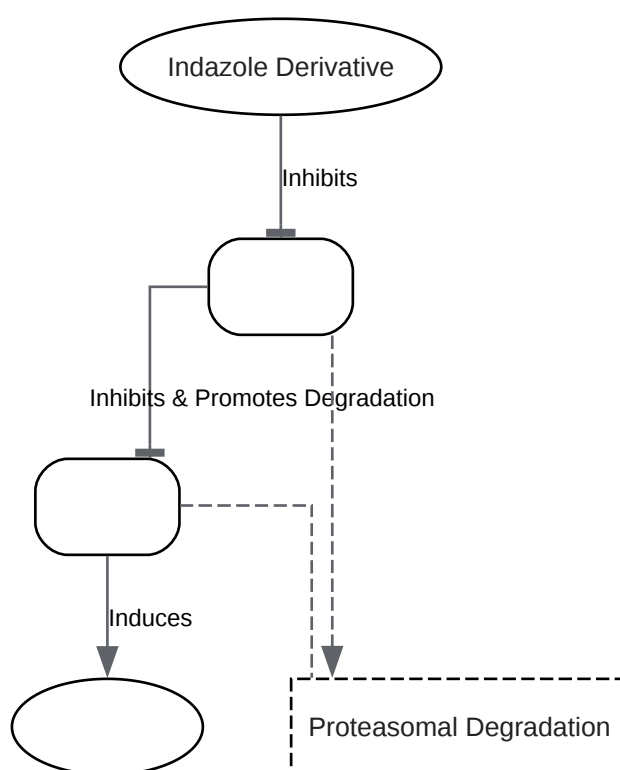 Indazole Derivative
Inhibits
Inhibits & Promotes Degradation
Induces
Proteasomal Degradation